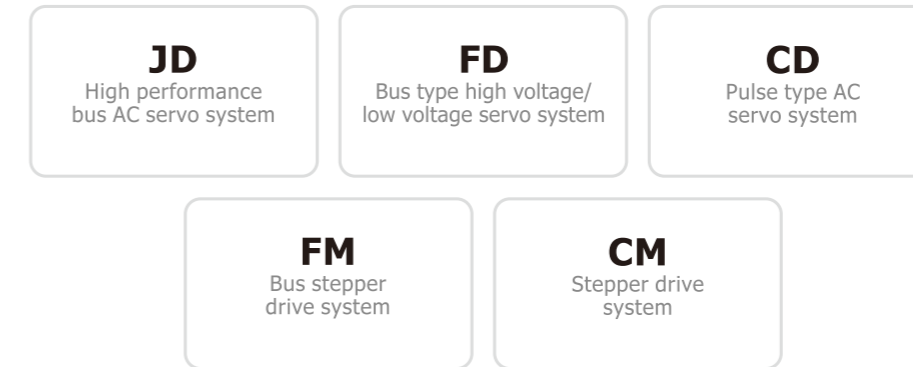 JD
High performance
bus AC servo system
FD
Bus type high voltage/
low voltage servo system
CD
Pulse type AC
servo system
FM
Bus stepper
drive system
CM
Stepper drive
system